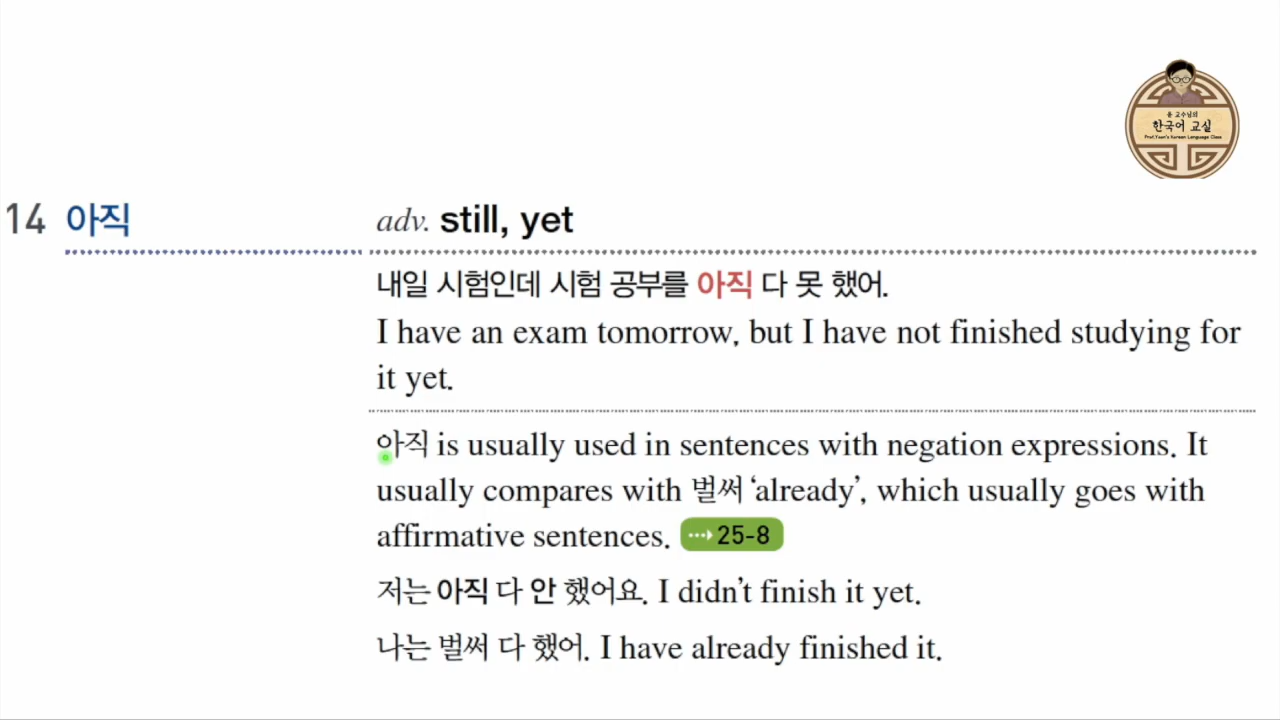 윤 교수님의
한국어 교실
Prof.Yoon's Korean Language Class
14 아직 adv. still, yet
내일 시험인데 시험 공부를 아직 다 못 했어.
I have an exam tomorrow, but I have not finished studying for
it yet.
아직 is usually used in sentences with negation expressions. It
usually compares with 벌써 ‘already’, which usually goes with
affirmative sentences. 25-8
저는 아직 다 안 했어요. I didn’t finish it yet.
나는 벌써 다 했어. I have already finished it.